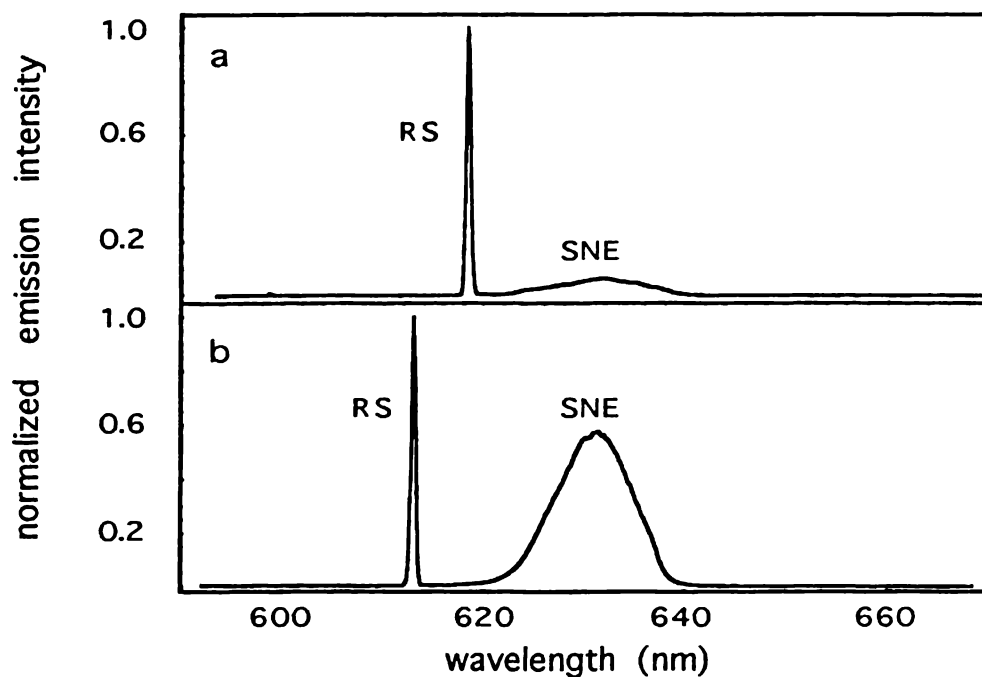 normalized emission intensity
1.0
a
0.6
RS
0.2
SNE
1.0
b
RS
SNE
0.6
0.2
600 620 640 660
wavelength (nm)